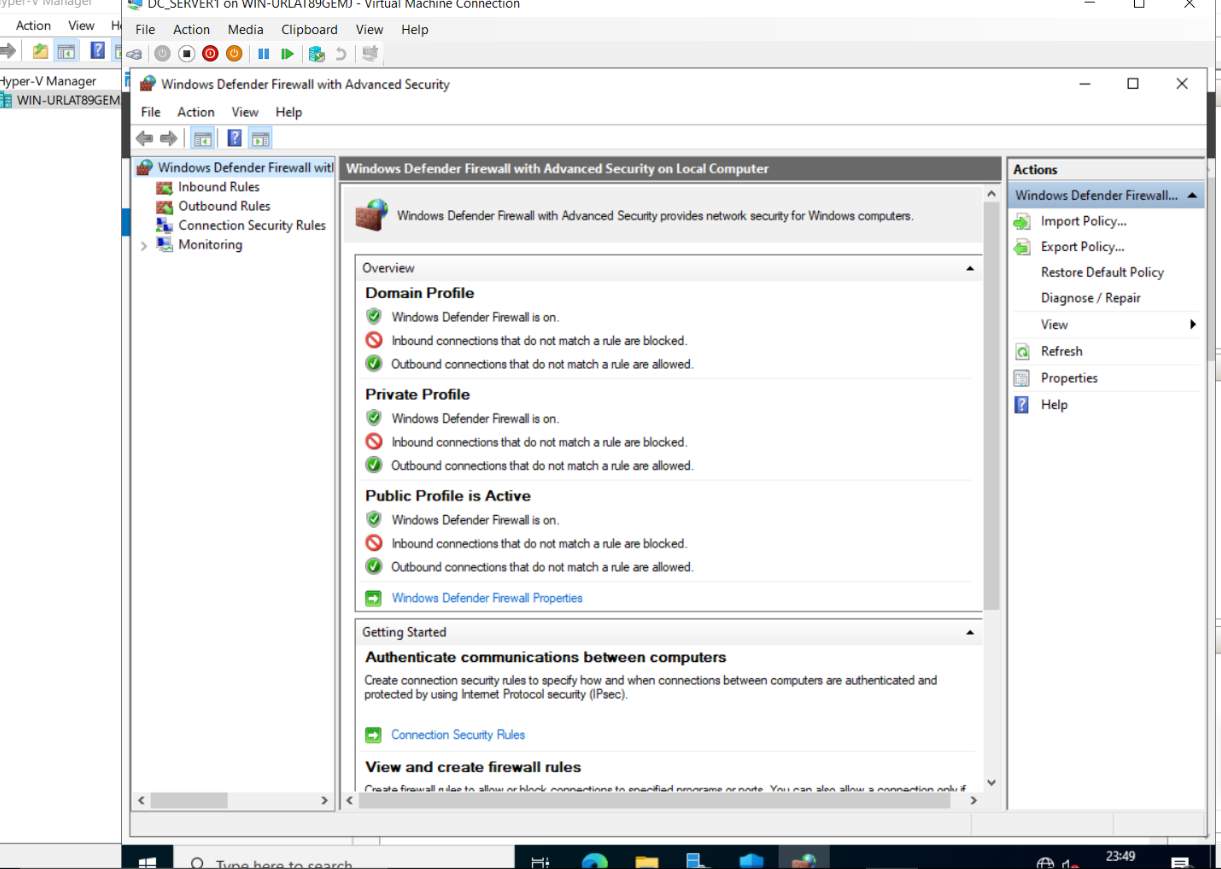 yper-V Manager
DC_SERVER1 on WIN-URLAT89GEMJ - Virtual Machine Connection
Action View He
File Action Media Clipboard View Help
Hyper-V Manager
WIN-URLAT89GEM
Windows Defender Firewall with Advanced Security
File Action View Help
Windows Defender Firewall witl
Inbound Rules
Outbound Rules
Connection Security Rules
Monitoring
Windows Defender Firewall with Advanced Security on Local Computer
Windows Defender Firewall with Advanced Security provides network security for Windows computers.
Overview
Domain Profile
Windows Defender Firewall is on.
Inbound connections that do not match a rule are blocked.
Outbound connections that do not match a rule are allowed.
Private Profile
Windows Defender Firewall is on.
Inbound connections that do not match a rule are blocked.
Outbound connections that do not match a rule are allowed.
Public Profile is Active
Windows Defender Firewall is on.
Inbound connections that do not match a rule are blocked.
Outbound connections that do not match a rule are allowed.
Windows Defender Firewall Properties
Getting Started
Authenticate communications between computers
Create connection security rules to specify how and when connections between computers are authenticated and
protected by using Internet Protocol security (IPsec).
Connection Security Rules
View and create firewall rules
Create firewall rules to allow or block connections to specified programs or ports. You can also allow a connection only if
Actions
Windows Defender Firewall...
Import Policy...
Export Policy...
Restore Default Policy
Diagnose / Repair
View
Refresh
Properties
Help
Type here to search
23:49